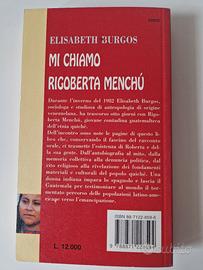 ELISABETH BURGOS
MI CHIAMO
RIGOBERTA MENCHÚ
Durante l'inverno del 1982 Elisabeth Burgos,
sociologa e studiosa di antropologia di origine
venezuelana, ha trascorso otto giorni con Rigo-
berta Menchú, giovane contadina guatemalteca
dell'etnia quiché.
Dell'incontro sono nate le pagine di questo li-
bro che, conservando il fascino del racconto
orale, ci trasmette l'esistenza di Roberta e del-
la sua gente. Dall'autobiografia al mito, dalla
memoria collettiva alla denuncia politica, dal
rito religioso alla rivelazione dei fondamenti
materiali e culturali del popolo quiché. Una
donna indiana impara lo spagnolo e lascia il
Guatemala per testimoniare al mondo il tor-
mentato percorso delle popolazioni latino-ame-
ricane verso l'emancipazione.
L. 12.000